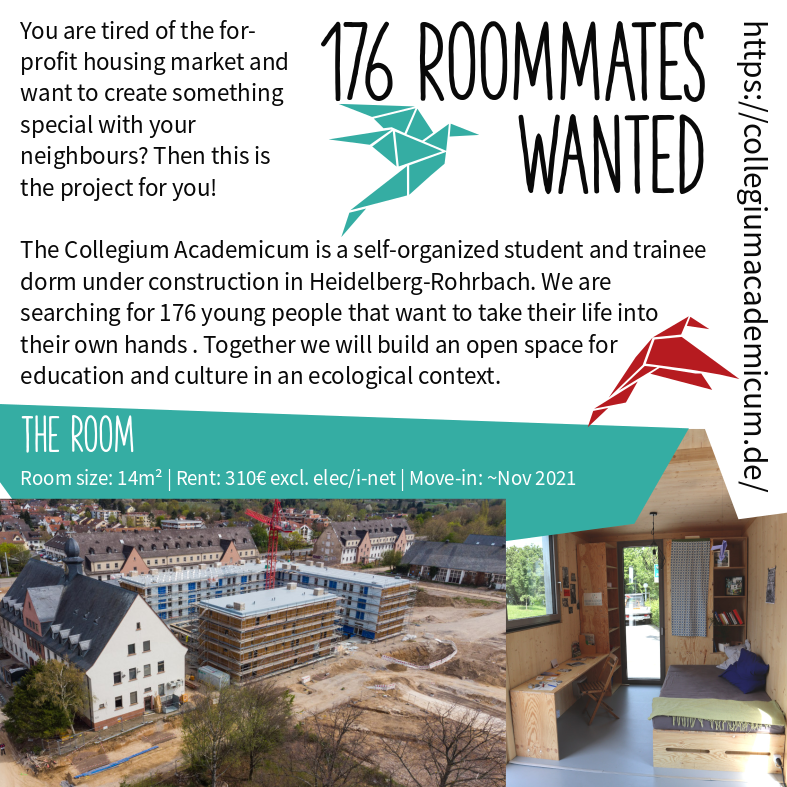 You are tired of the for-
profit housing market and
want to create something
special with your
neighbours? Then this is
the project for you!
176 ROOMMATES
WANTED
https://collegiumacademicum.de/
The Collegium Academicum is a self-organized student and trainee
dorm under construction in Heidelberg-Rohrbach. We are
searching for 176 young people that want to take their life into
their own hands . Together we will build an open space for
education and culture in an ecological context.
THE ROOM
Room size: 14m² | Rent: 310€ excl. elec/i-net | Move-in: ~Nov 2021